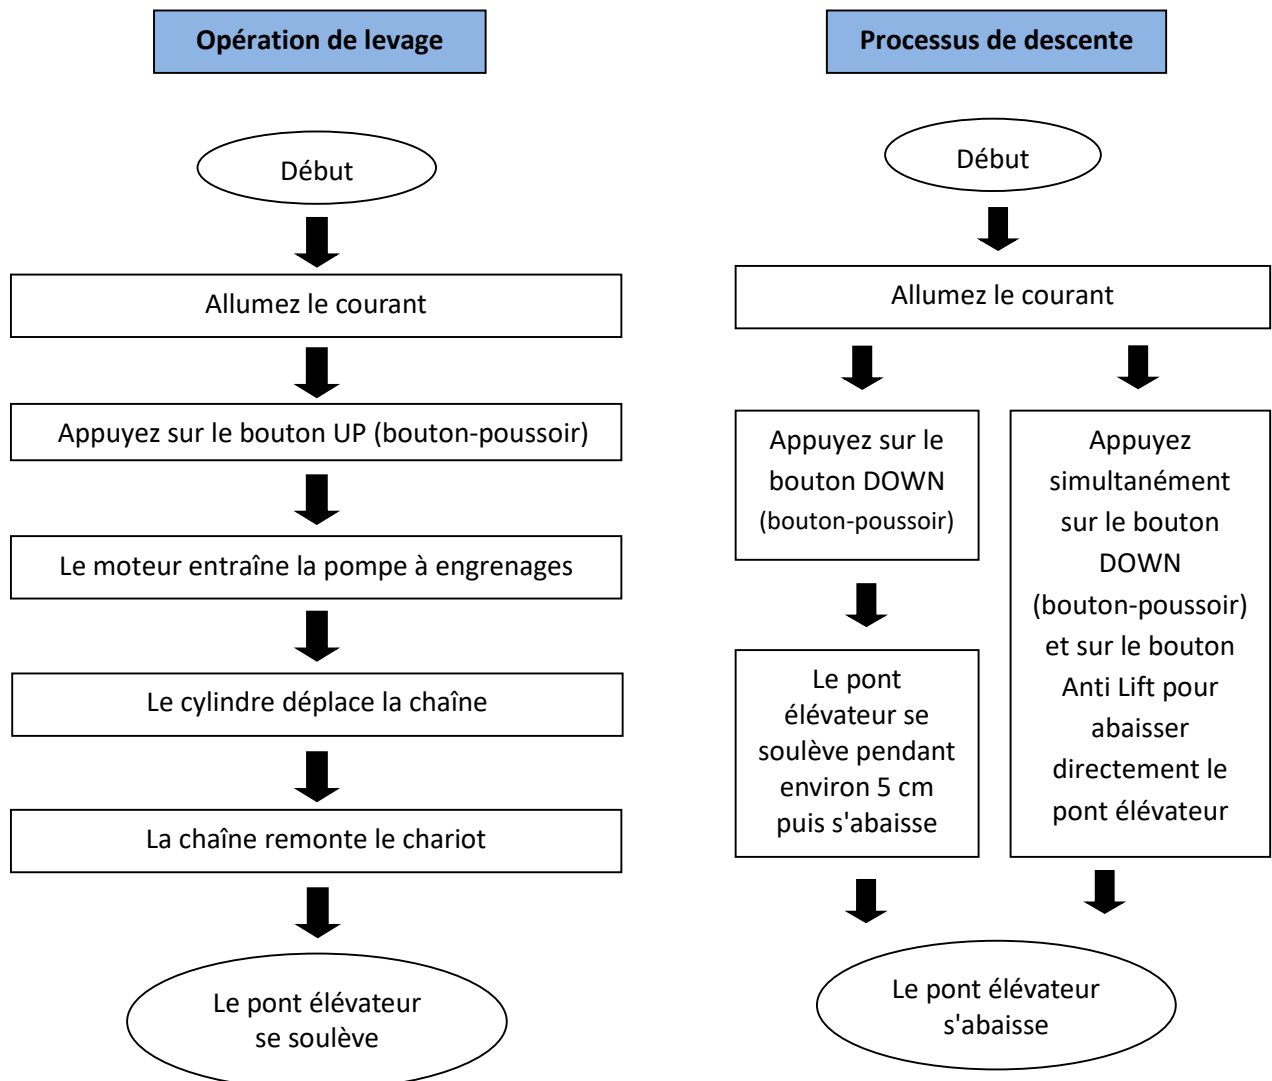 Opération de levage
Début
Allumez le courant
Appuyez sur le bouton UP (bouton-poussoir)
Le moteur entraîne la pompe à engrenages
Le cylindre déplace la chaîne
La chaîne remonte le chariot
Le pont élévateur
se soulève
Processus de descente
Début
Allumez le courant
Appuyez sur le
bouton DOWN
(bouton-poussoir)
Le pont
élévateur se
soulève pendant
environ 5 cm
puis s'abaisse
Appuyez
simultanément
sur le bouton
DOWN
(bouton-poussoir)
et sur le bouton
Anti Lift pour
abaisser
directement le
pont élévateur
Le pont élévateur
s'abaisse